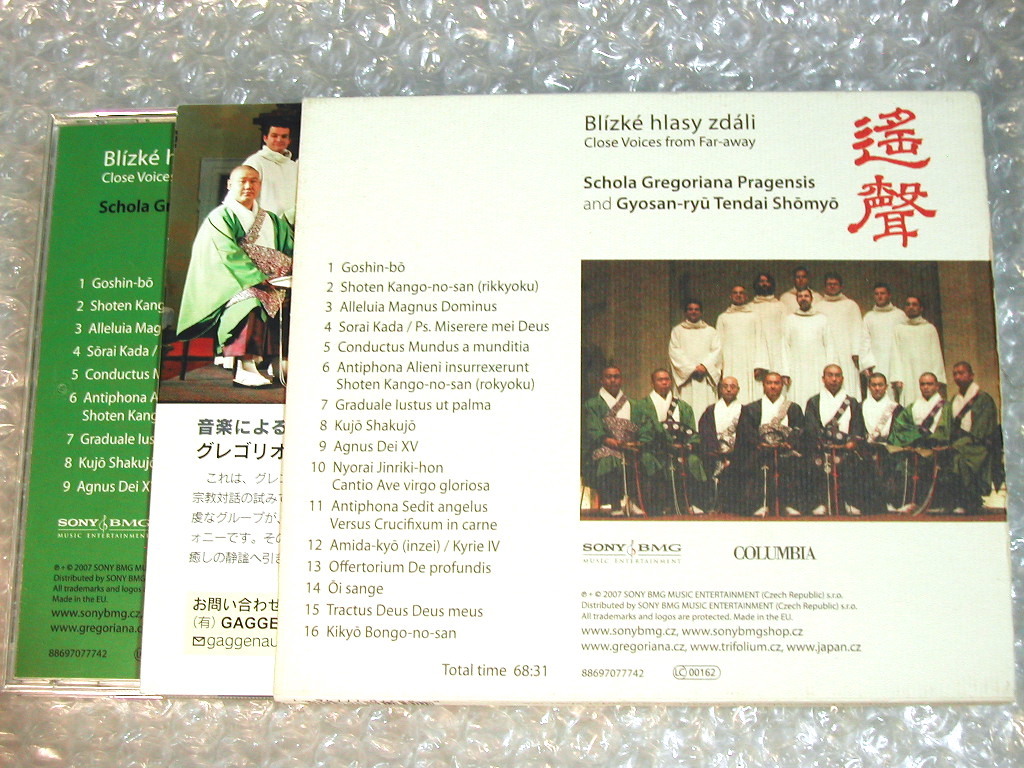 Blízké h
Close Voices
Schola Gr
1 Goshin-bō
2 Shoten Kang
3 Alleluia Mag
4 Sōrai Kada /
5 Conductus M
6 Antiphona A
Shoten Kang
7 Graduale Ius
8 Kujō Shakujō
9 Agnus Dei XV
SONY BMG
MUSIC ENTERTAINMENT
℗ + © 2007 SONY BMG
Distributed by SONY BM
All trademarks and logos
Made in the EU.
www.sonybmg.c
www.gregoriana.c
88697077742
音楽による
グレゴリオ
これは、グレ
宗教対話の試み
虔なグループが、
ォニーです。その
癒しの静謐へ引き
お問い合わせ
(有) GAGGE
gaggenau
Blízké hlasy zdáli
Close Voices from Far-away
Schola Gregoriana Pragensis
and Gyosan-ryū Tendai Shōmyō
遙聲
1 Goshin-bō
2 Shoten Kango-no-san (rikkyoku)
3 Alleluia Magnus Dominus
4 Sorai Kada / Ps. Miserere mei Deus
5 Conductus Mundus a munditia
6 Antiphona Alieni insurrexerunt
Shoten Kango-no-san (rokyoku)
7 Graduale Iustus ut palma
8 Kujō Shakujō
9 Agnus Dei XV
10 Nyorai Jinriki-hon
Cantio Ave virgo gloriosa
11 Antiphona Sedit angelus
Versus Crucifixum in carne
12 Amida-kyō (inzei) / Kyrie IV
13 Offertorium De profundis
14 Ōi sange
15 Tractus Deus Deus meus
16 Kikyō Bongo-no-san
Total time 68:31
SONY BMG
MUSIC ENTERTAINMENT
COLUMBIA
℗ + © 2007 SONY BMG MUSIC ENTERTAINMENT (Czech Republic) s.r.o.
Distributed by SONY BMG MUSIC ENTERTAINMENT (Czech Republic) s.r.o.
All trademarks and logos are protected. Made in the EU.
www.sonybmg.cz, www.sonybmgshop.cz
www.gregoriana.cz, www.trifolium.cz, www.japan.cz
88697077742
LC 00162